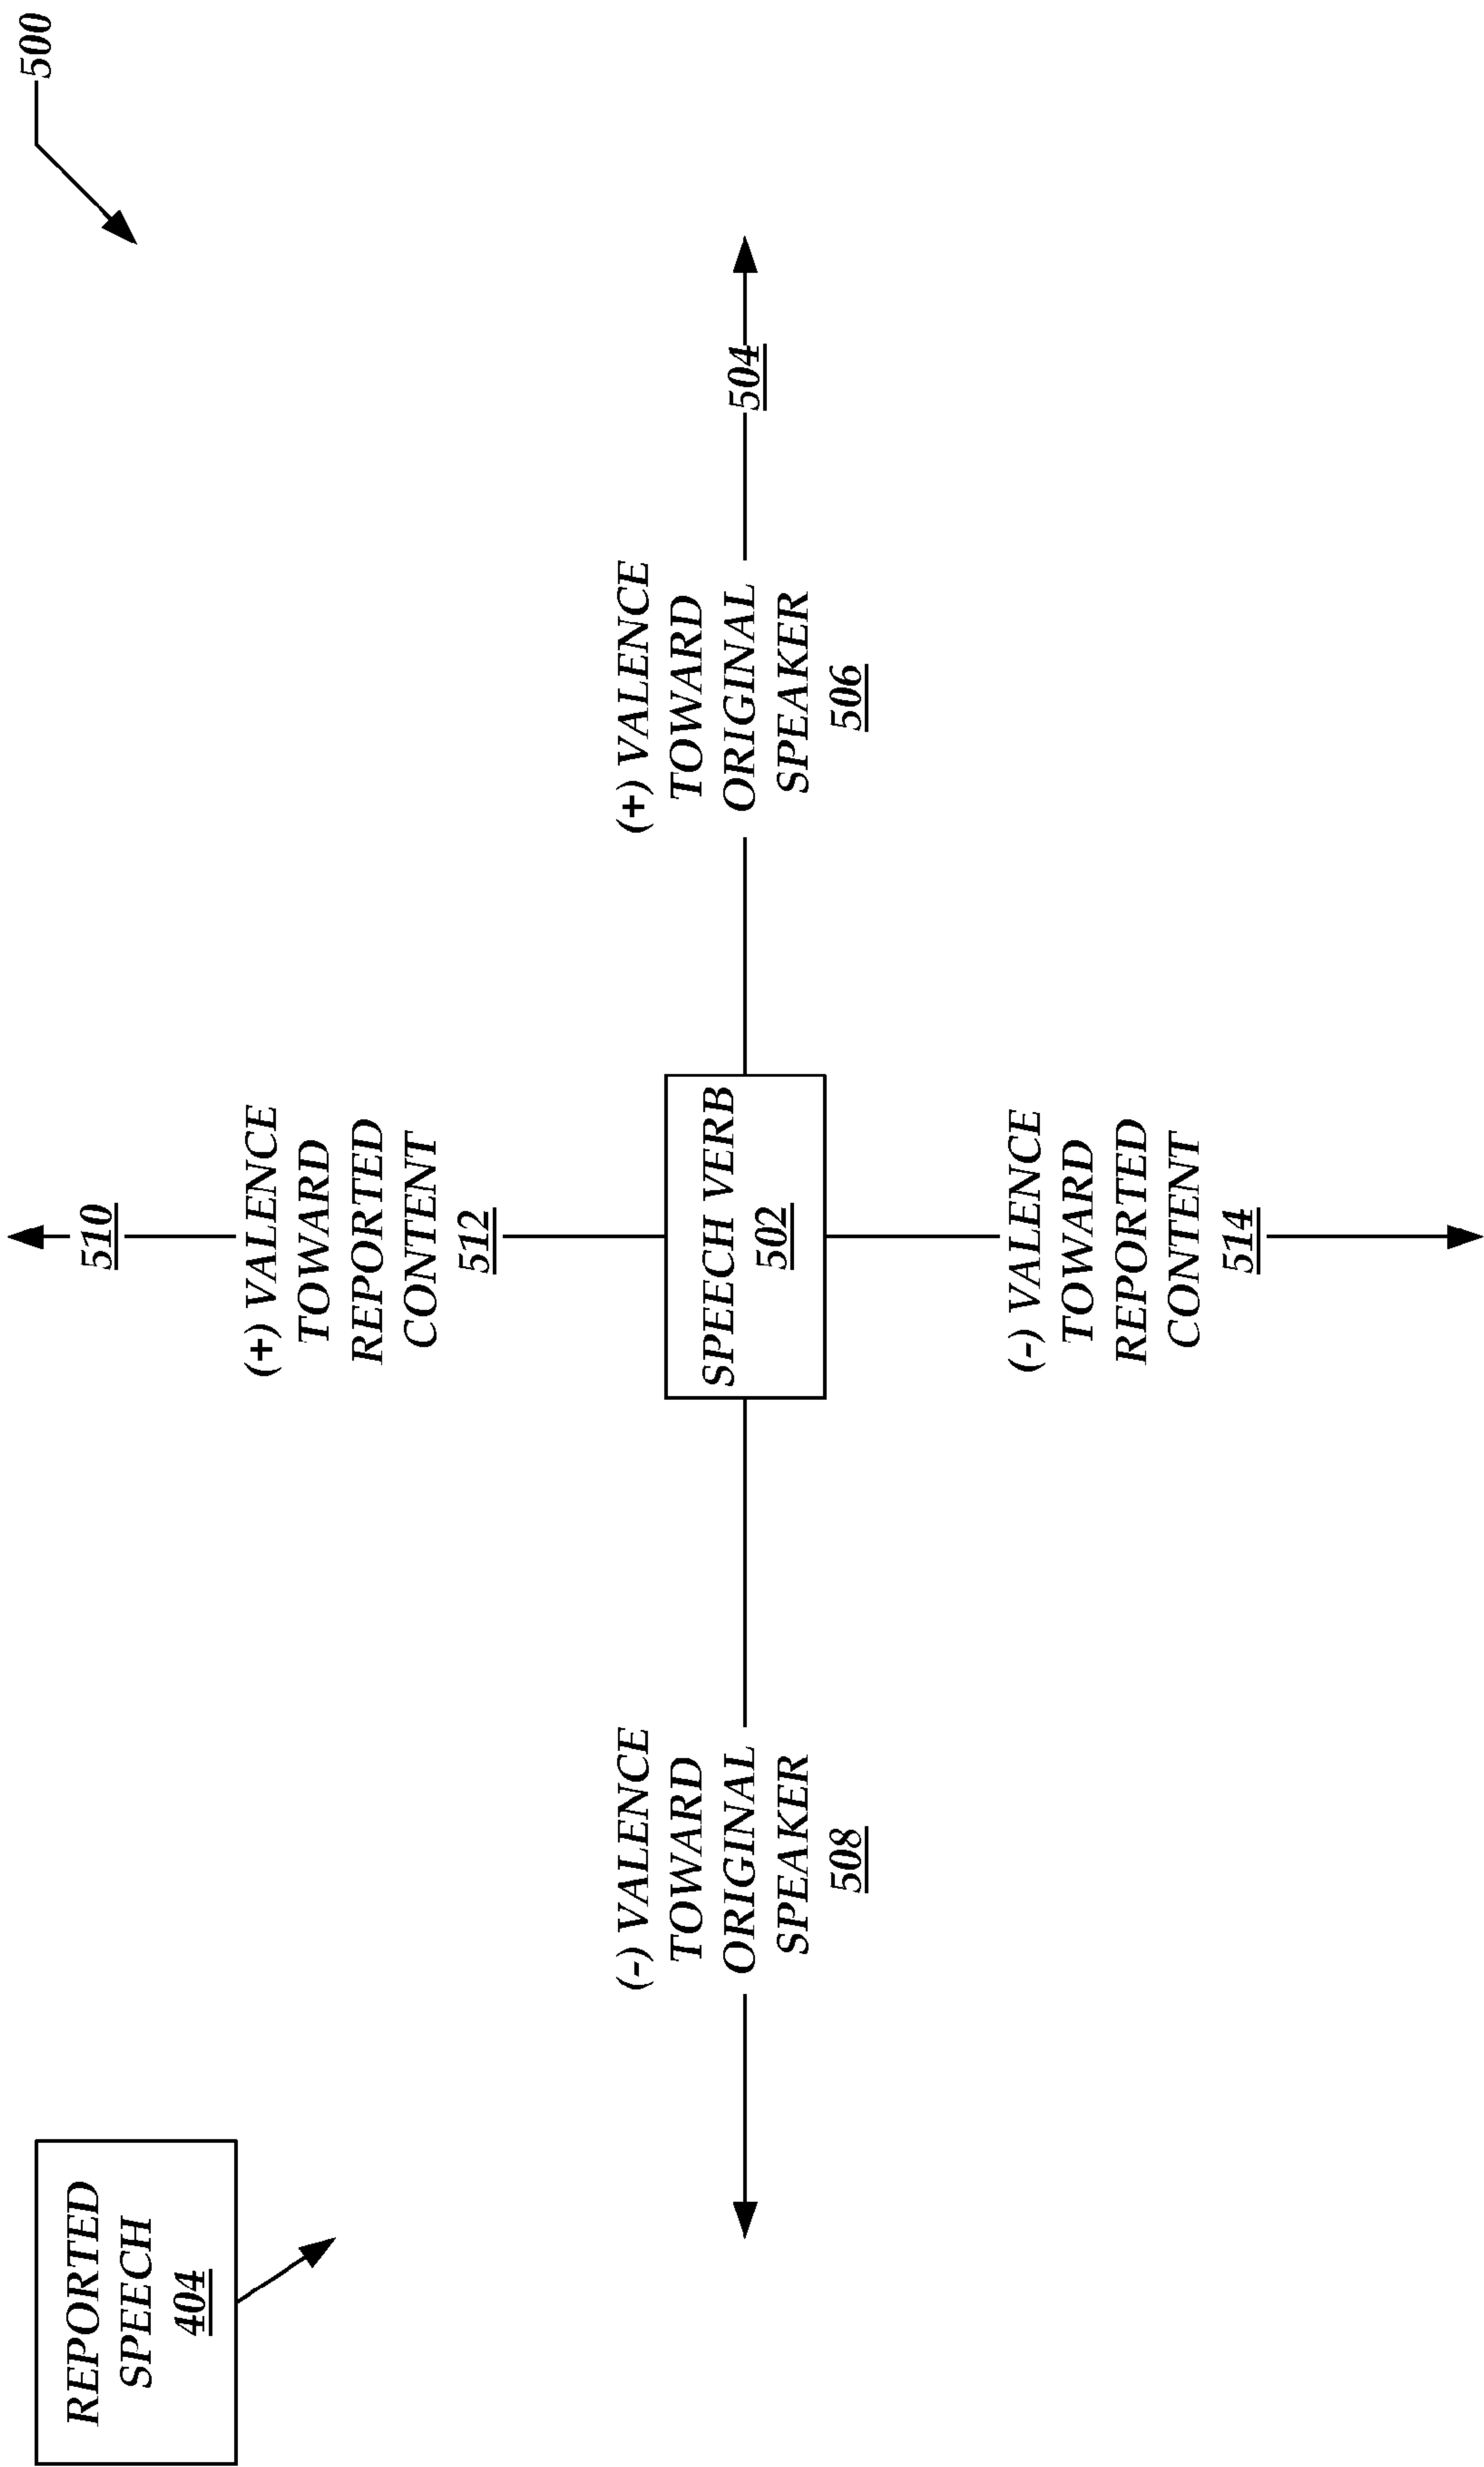 REPORTED
SPEECH
404
500
510
(+) VALENCE
TOWARD
REPORTED
CONTENT
512
(-) VALENCE
TOWARD
ORIGINAL
SPEAKER
508
SPEECH VERB
502
(+) VALENCE
TOWARD
ORIGINAL
SPEAKER
506
504
(-) VALENCE
TOWARD
REPORTED
CONTENT
514